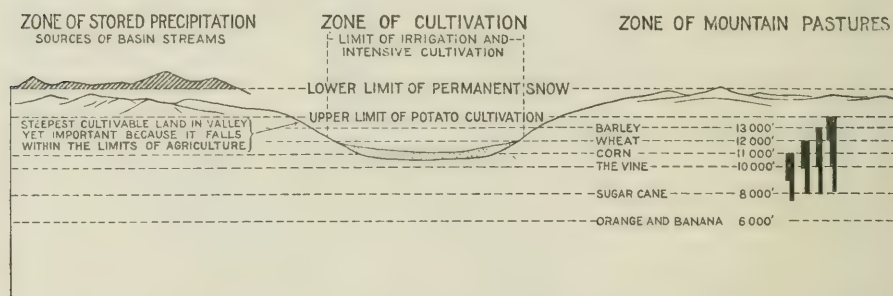 ZONE OF STORED PRECIPITATION
SOURCES OF BASIN STREAMS
ZONE OF CULTIVATION
LIMIT OF IRRIGATION AND
INTENSIVE CULTIVATION
ZONE OF MOUNTAIN PASTURES
LOWER LIMIT OF PERMANENT SNOW
UPPER LIMIT OF POTATO CULTIVATION
STEEPEST CULTIVABLE LAND IN VALLEY
YET IMPORTANT BECAUSE IT FALLS
WITHIN THE LIMITS OF AGRICULTURE
BARLEY 13 000'
WHEAT 12 000'
CORN 11 000'
THE VINE 10 000'
SUGAR CANE 8 000'
ORANGE AND BANANA 6 000'